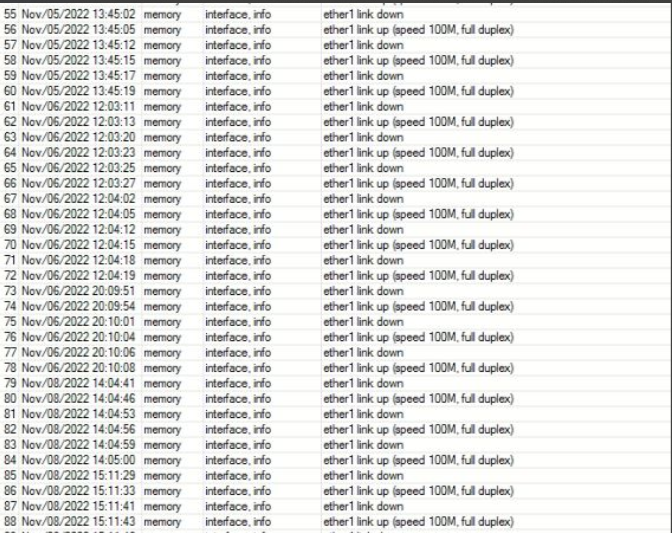 55 Nov/05/2022 13:45:02 memory interface, info ether1 link down
56 Nov/05/2022 13:45:05 memory interface, info ether1 link up (speed 100M, full duplex)
57 Nov/05/2022 13:45:12 memory interface, info ether1 link down
58 Nov/05/2022 13:45:15 memory interface, info ether1 link up (speed 100M, full duplex)
59 Nov/05/2022 13:45:17 memory interface, info ether1 link down
60 Nov/05/2022 13:45:19 memory interface, info ether1 link up (speed 100M, full duplex)
61 Nov/06/2022 12:03:11 memory interface, info ether1 link down
62 Nov/06/2022 12:03:13 memory interface, info ether1 link up (speed 100M, full duplex)
63 Nov/06/2022 12:03:20 memory interface, info ether1 link down
64 Nov/06/2022 12:03:23 memory interface, info ether1 link up (speed 100M, full duplex)
65 Nov/06/2022 12:03:25 memory interface, info ether1 link down
66 Nov/06/2022 12:03:27 memory interface, info ether1 link up (speed 100M, full duplex)
67 Nov/06/2022 12:04:02 memory interface, info ether1 link down
68 Nov/06/2022 12:04:05 memory interface, info ether1 link up (speed 100M, full duplex)
69 Nov/06/2022 12:04:12 memory interface, info ether1 link down
70 Nov/06/2022 12:04:15 memory interface, info ether1 link up (speed 100M, full duplex)
71 Nov/06/2022 12:04:18 memory interface, info ether1 link down
72 Nov/06/2022 12:04:19 memory interface, info ether1 link up (speed 100M, full duplex)
73 Nov/06/2022 20:09:51 memory interface, info ether1 link down
74 Nov/06/2022 20:09:54 memory interface, info ether1 link up (speed 100M, full duplex)
75 Nov/06/2022 20:10:01 memory interface, info ether1 link down
76 Nov/06/2022 20:10:04 memory interface, info ether1 link up (speed 100M, full duplex)
77 Nov/06/2022 20:10:06 memory interface, info ether1 link down
78 Nov/06/2022 20:10:08 memory interface, info ether1 link up (speed 100M, full duplex)
79 Nov/08/2022 14:04:41 memory interface, info ether1 link down
80 Nov/08/2022 14:04:46 memory interface, info ether1 link up (speed 100M, full duplex)
81 Nov/08/2022 14:04:53 memory interface, info ether1 link down
82 Nov/08/2022 14:04:56 memory interface, info ether1 link up (speed 100M, full duplex)
83 Nov/08/2022 14:04:59 memory interface, info ether1 link down
84 Nov/08/2022 14:05:00 memory interface, info ether1 link up (speed 100M, full duplex)
85 Nov/08/2022 15:11:29 memory interface, info ether1 link down
86 Nov/08/2022 15:11:33 memory interface, info ether1 link up (speed 100M, full duplex)
87 Nov/08/2022 15:11:41 memory interface, info ether1 link down
88 Nov/08/2022 15:11:43 memory interface, info ether1 link up (speed 100M, full duplex)